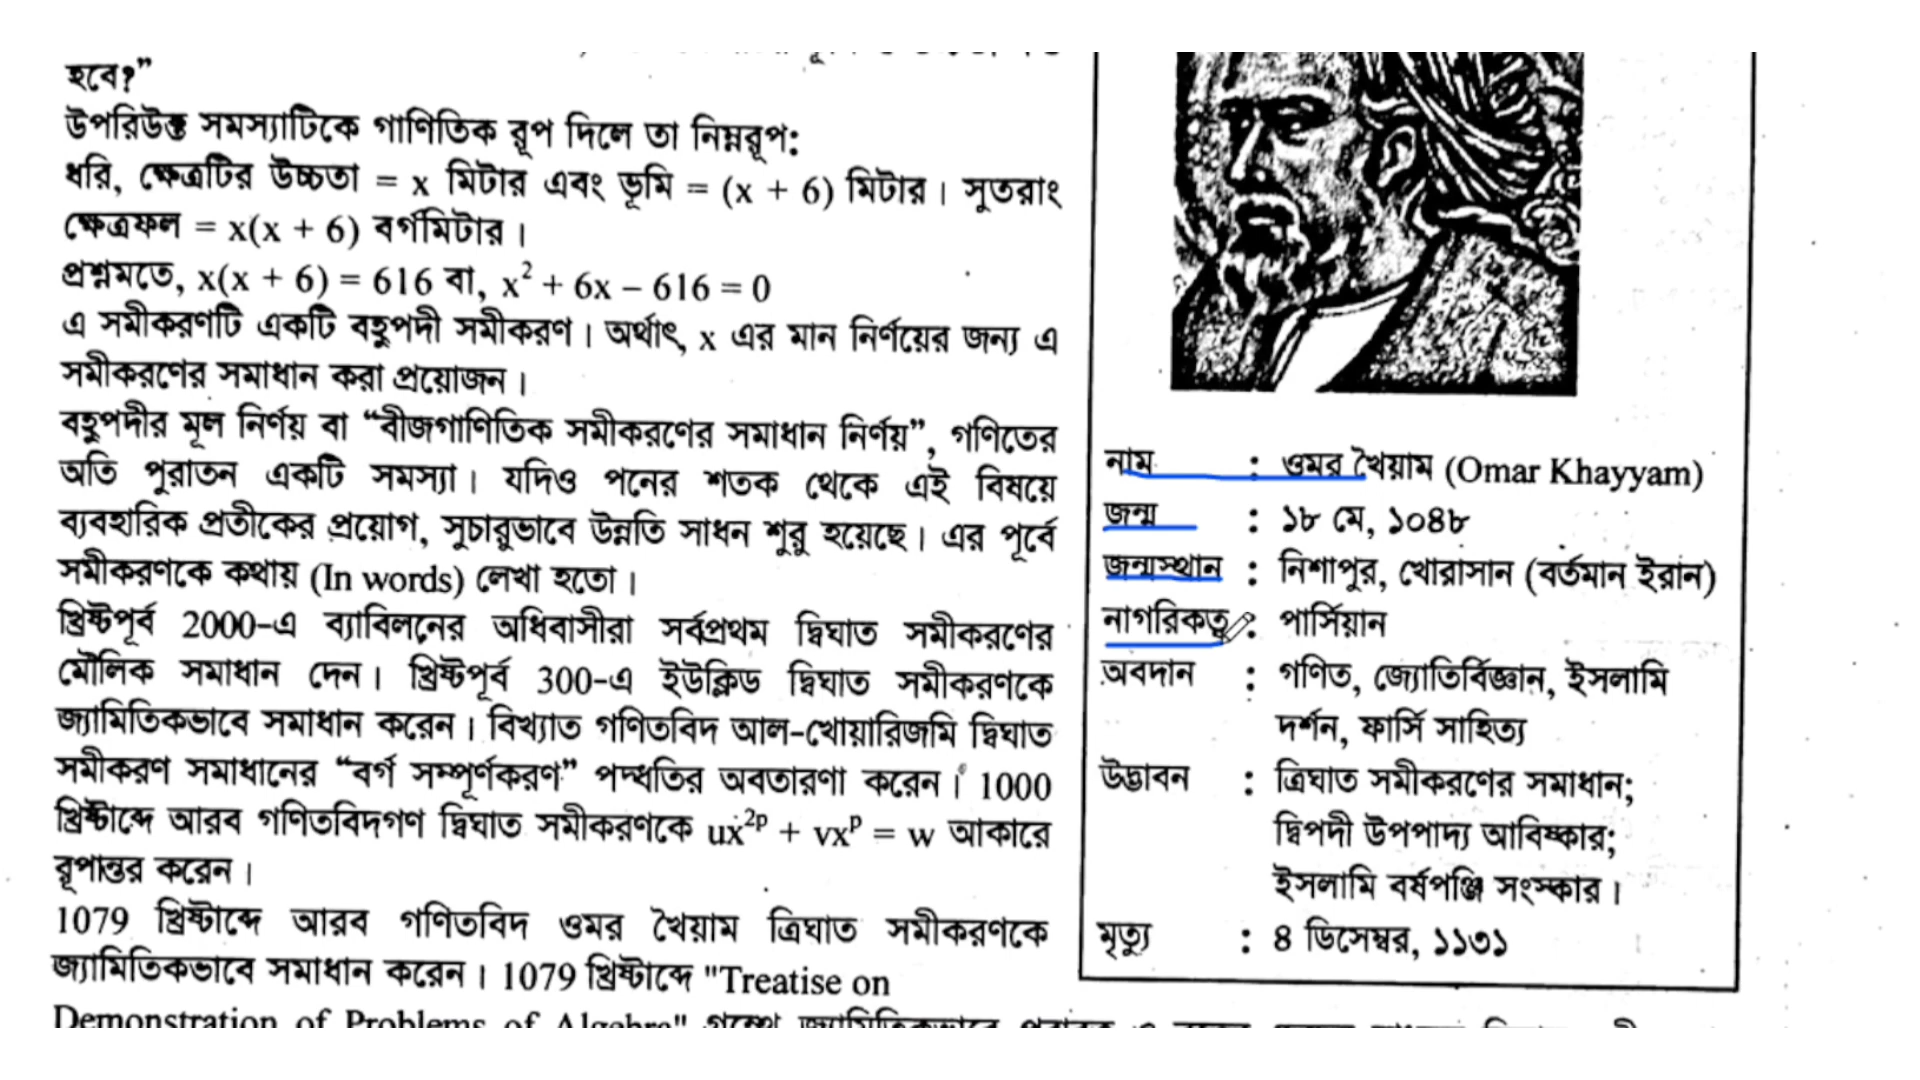 হবে?”
উপরিউক্ত সমস্যাটিকে গাণিতিক রূপ দিলে তা নিম্নরূপ:
ধরি, ক্ষেত্রটির উচ্চতা = x মিটার এবং ভূমি = (x + 6) মিটার। সুতরাং
ক্ষেত্রফল = x(x + 6) বর্গমিটার।
প্রশ্নমতে, x(x + 6) = 616 বা, x² + 6x – 616 = 0
এ সমীকরণটি একটি বহুপদী সমীকরণ। অর্থাৎ, x এর মান নির্ণয়ের জন্য এ
সমীকরণের সমাধান করা প্রয়োজন।
বহুপদীর মূল নির্ণয় বা “বীজগাণিতিক সমীকরণের সমাধান নির্ণয়”, গণিতের
অতি পুরাতন একটি সমস্যা। যদিও পনের শতক থেকে এই বিষয়ে
ব্যবহারিক প্রতীকের প্রয়োগ, সুচারুভাবে উন্নতি সাধন শুরু হয়েছে। এর পূর্বে
সমীকরণকে কথায় (In words) লেখা হতো।
খ্রিষ্টপূর্ব 2000-এ ব্যাবিলনের অধিবাসীরা সর্বপ্রথম দ্বিঘাত সমীকরণের
মৌলিক সমাধান দেন। খ্রিষ্টপূর্ব 300-এ ইউক্লিড দ্বিঘাত সমীকরণকে
জ্যামিতিকভাবে সমাধান করেন। বিখ্যাত গণিতবিদ আল-খোয়ারিজমি দ্বিঘাত
সমীকরণ সমাধানের “বর্গ সম্পূর্ণকরণ” পদ্ধতির অবতারণা করেন। 1000
খ্রিষ্টাব্দে আরব গণিতবিদগণ দ্বিঘাত সমীকরণকে ux²ᵖ + vxᵖ = w আকারে
রূপান্তর করেন।
1079 খ্রিষ্টাব্দে আরব গণিতবিদ ওমর খৈয়াম ত্রিঘাত সমীকরণকে
জ্যামিতিকভাবে সমাধান করেন। 1079 খ্রিষ্টাব্দে "Treatise on
Demonstration of Problems of Algebra" গ্রন্থে জ্যামিতিকভাবে
নাম : ওমর খৈয়াম (Omar Khayyam)
জন্ম : ১৮ মে, ১০৪৮
জন্মস্থান : নিশাপুর, খোরাসান (বর্তমান ইরান)
নাগরিকত্ব : পার্সিয়ান
অবদান : গণিত, জ্যোতির্বিজ্ঞান, ইসলামি
দর্শন, ফার্সি সাহিত্য
উদ্ভাবন : ত্রিঘাত সমীকরণের সমাধান;
দ্বিপদী উপপাদ্য আবিষ্কার;
ইসলামি বর্ষপঞ্জি সংস্কার।
মৃত্যু : ৪ ডিসেম্বর, ১১৩১